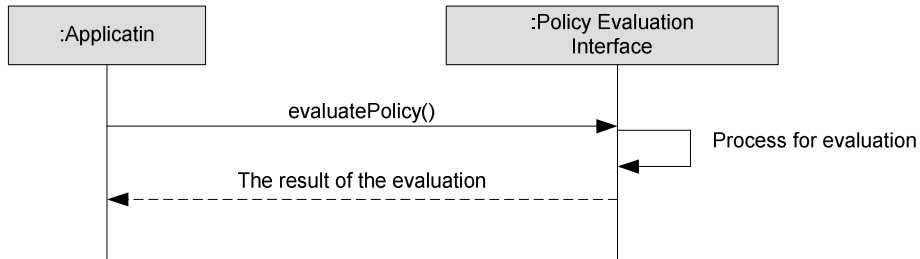 :Applicatin
:Policy Evaluation
Interface
evaluatePolicy()
Process for evaluation
The result of the evaluation